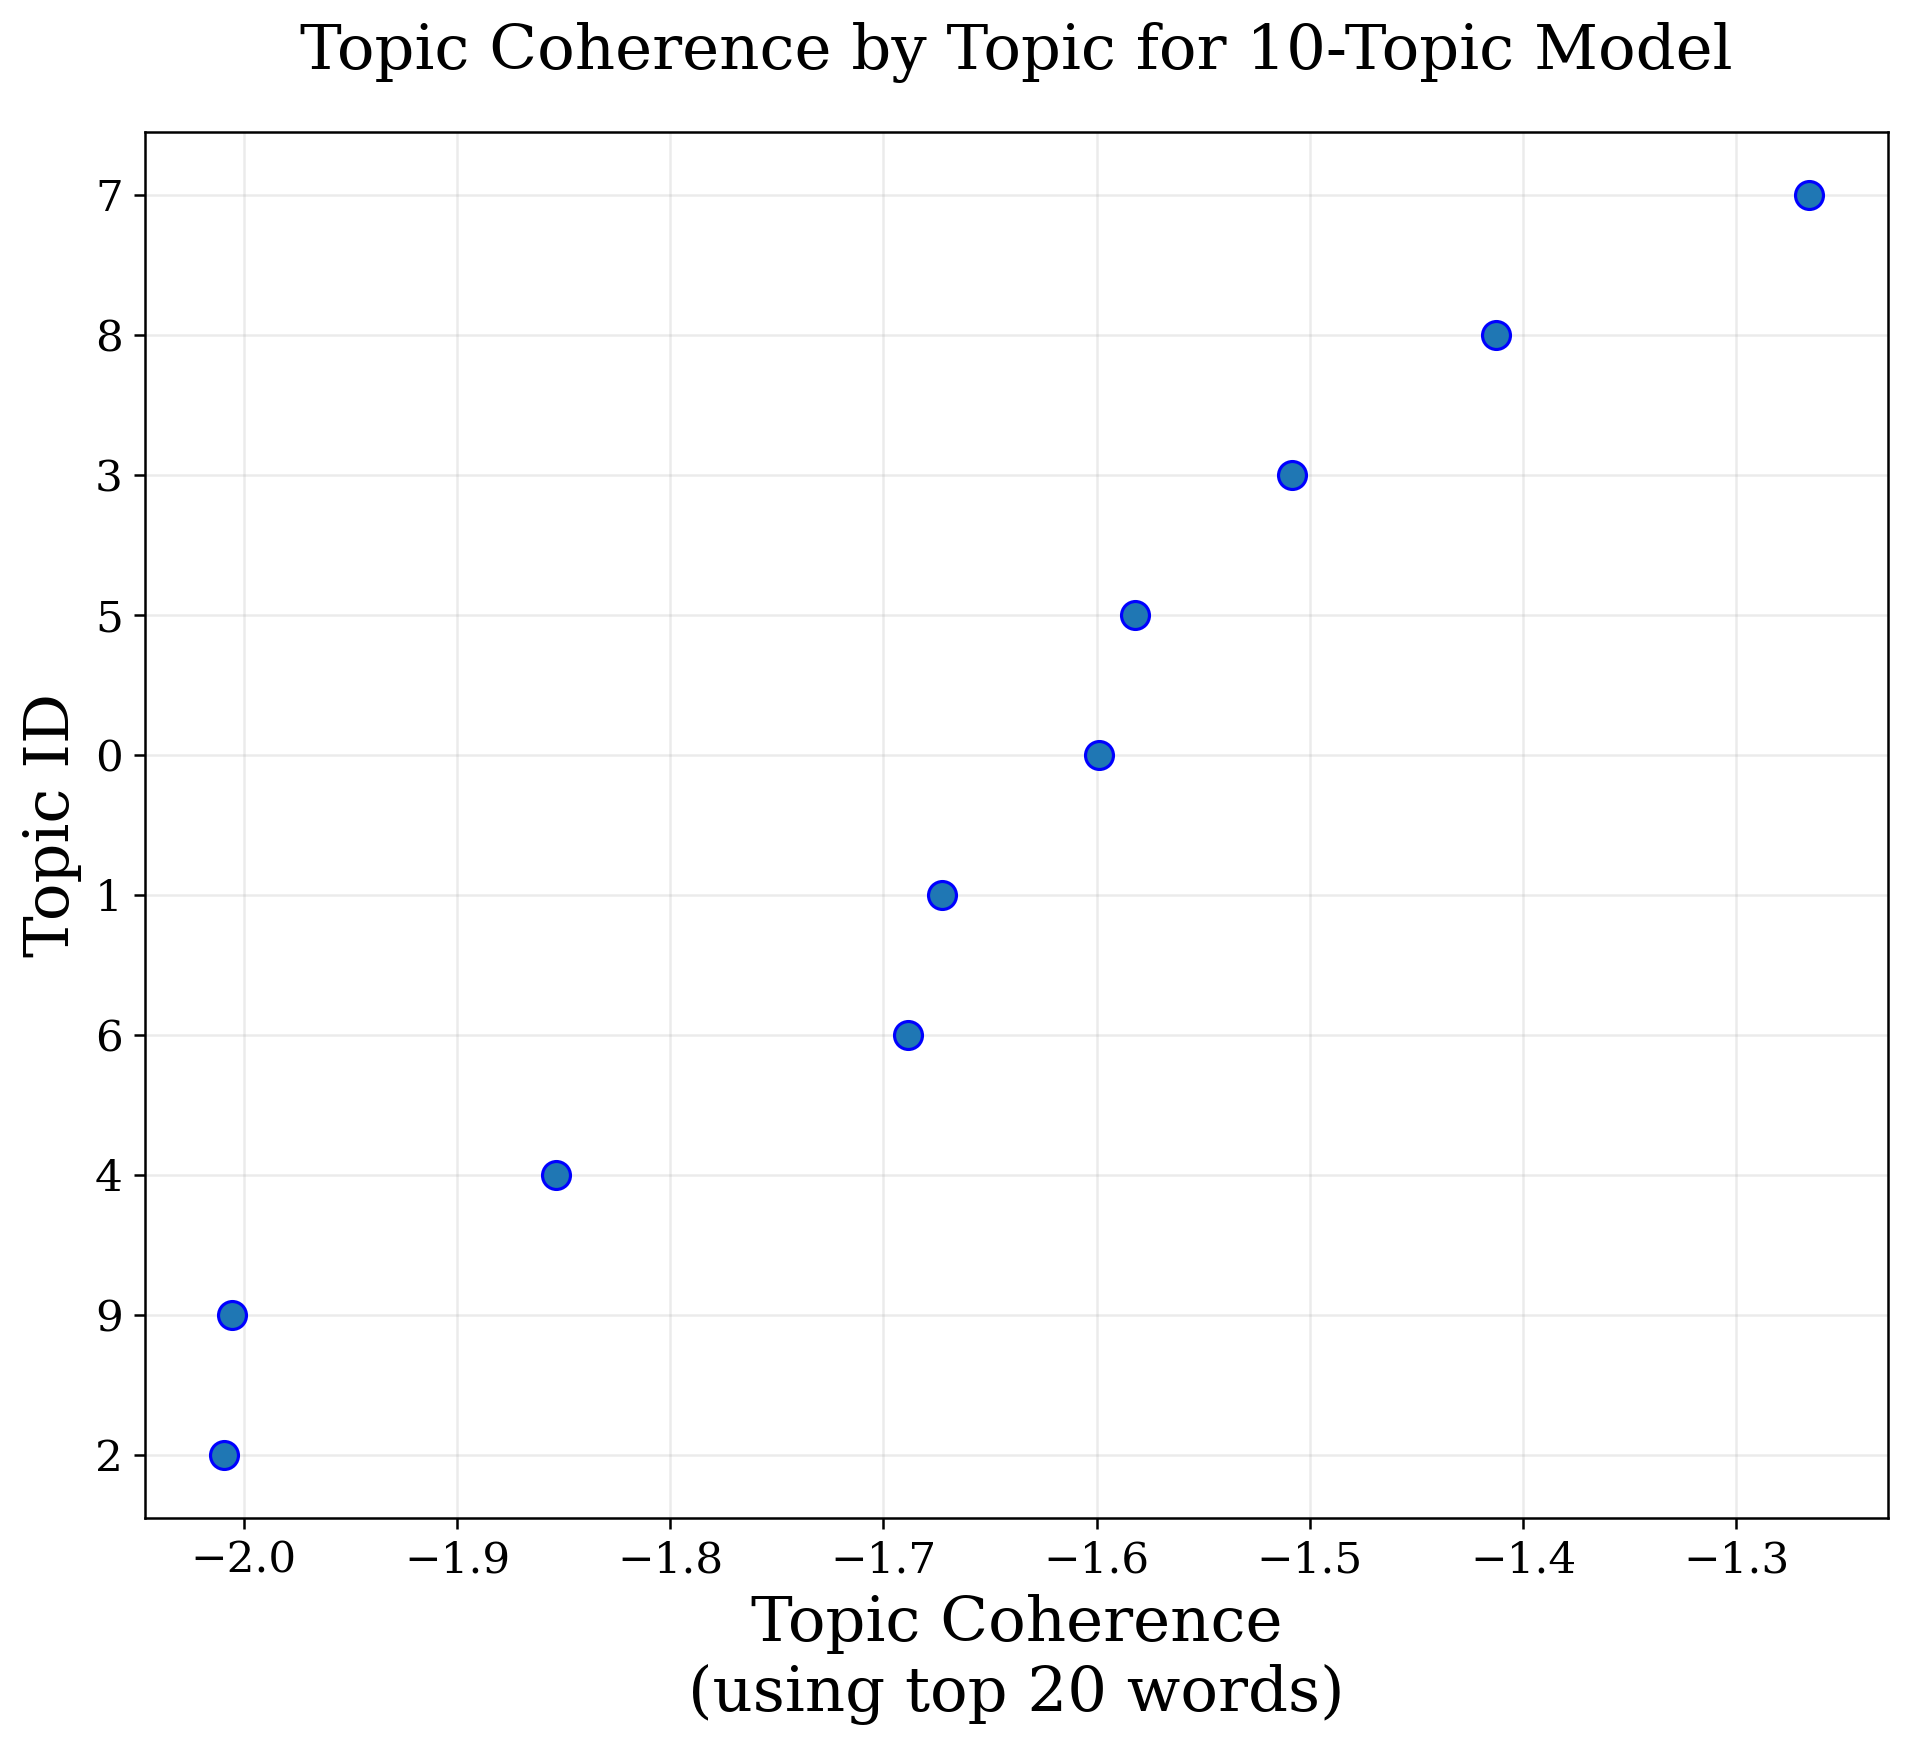 Topic Coherence by Topic for 10-Topic Model
Topic ID
7
8
3
5
0
1
6
4
9
2
−2.0 −1.9 −1.8 −1.7 −1.6 −1.5 −1.4 −1.3
Topic Coherence
(using top 20 words)